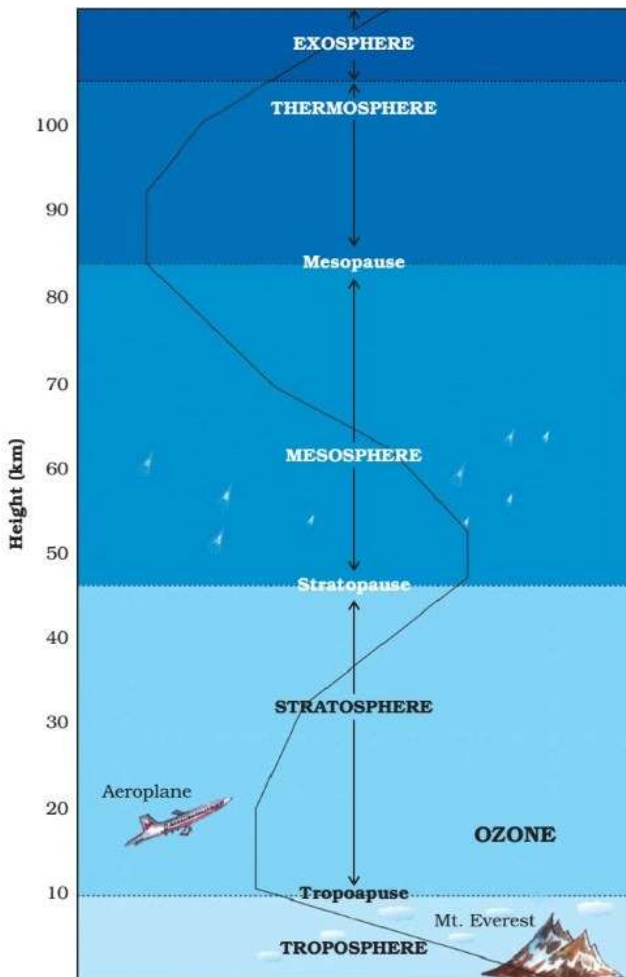 EXOSPHERE
THERMOSPHERE
100
90
Mesopause
80
70
MESOSPHERE
60
Height (km)
50
Stratopause
40
STRATOSPHERE
30
Aeroplane
20
OZONE
10
Tropoapuse
Mt. Everest
TROPOSPHERE